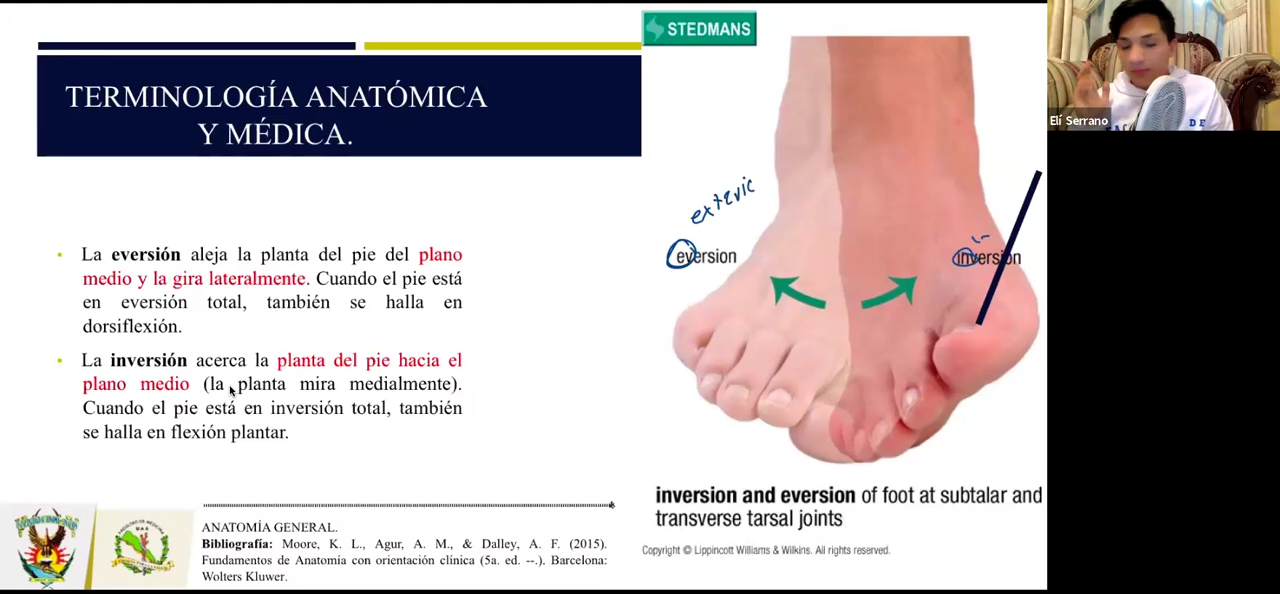 TERMINOLOGÍA ANATÓMICA
Y MÉDICA.
• La eversión aleja la planta del pie del plano
medio y la gira lateralmente. Cuando el pie está
en eversión total, también se halla en
dorsiflexión.
• La inversión acerca la planta del pie hacia el
plano medio (la planta mira medialmente).
Cuando el pie está en inversión total, también
se halla en flexión plantar.
ANATOMÍA GENERAL.
Bibliografía: Moore, K. L., Agur, A. M., & Dalley, A. F. (2015).
Fundamentos de Anatomía con orientación clínica (5a. ed. --.). Barcelona:
Wolters Kluwer.
STEDMANS
eversion
inversion
inversion and eversion of foot at subtalar and
transverse tarsal joints
Copyright © Lippincott Williams & Wilkins. All rights reserved.
Elí Serrano